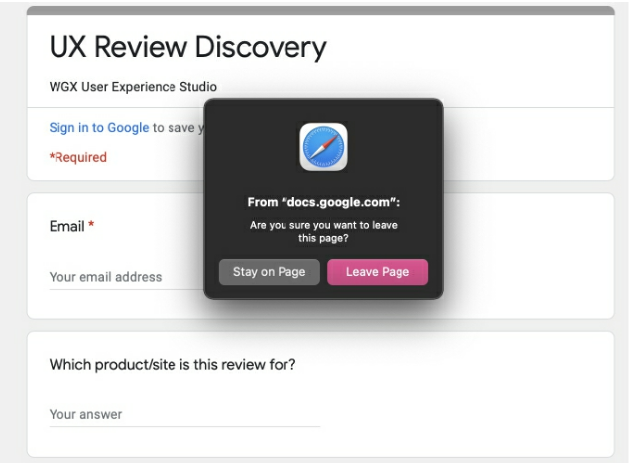 UX Review Discovery
WGX User Experience Studio
Sign in to Google to save y
*Required
From "docs.google.com":
Are you sure you want to leave
this page?
Stay on Page
Leave Page
Email *
Your email address
Which product/site is this review for?
Your answer